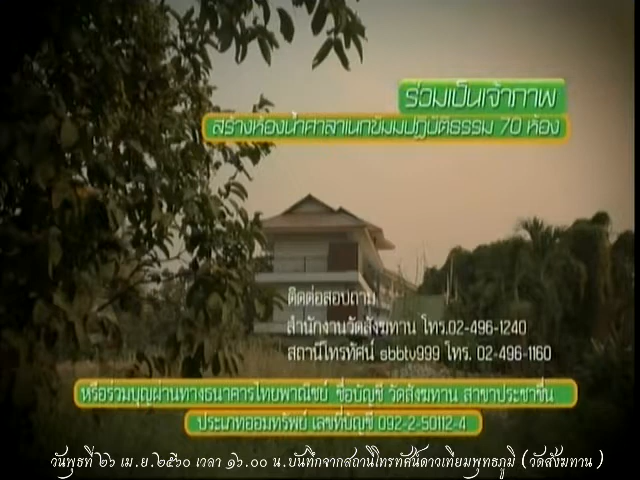 ร่วมเป็นเจ้าภาพ
สร้างห้องน้ำศาลาเนกขัมมปฏิบัติธรรม 70 ห้อง
ติดต่อสอบถาม
สำนักงานวัดสังฆทาน โทร.02-496-1240
สถานีโทรทัศน์ sbbtv999 โทร. 02-496-1160
หรือร่วมบุญผ่านทางธนาคารไทยพาณิชย์ ชื่อบัญชี วัดสังฆทาน สาขาประชาชื่น
ประเภทออมทรัพย์ เลขที่บัญชี 092-2-50112-4
วันพุธที่ ๒๖ เม.ย.๒๕๖๐ เวลา ๑๖.๐๐ น.บันทึกจากสถานีโทรทัศน์ดาวเทียมพุทธภูมิ ( วัดสังฆทาน )